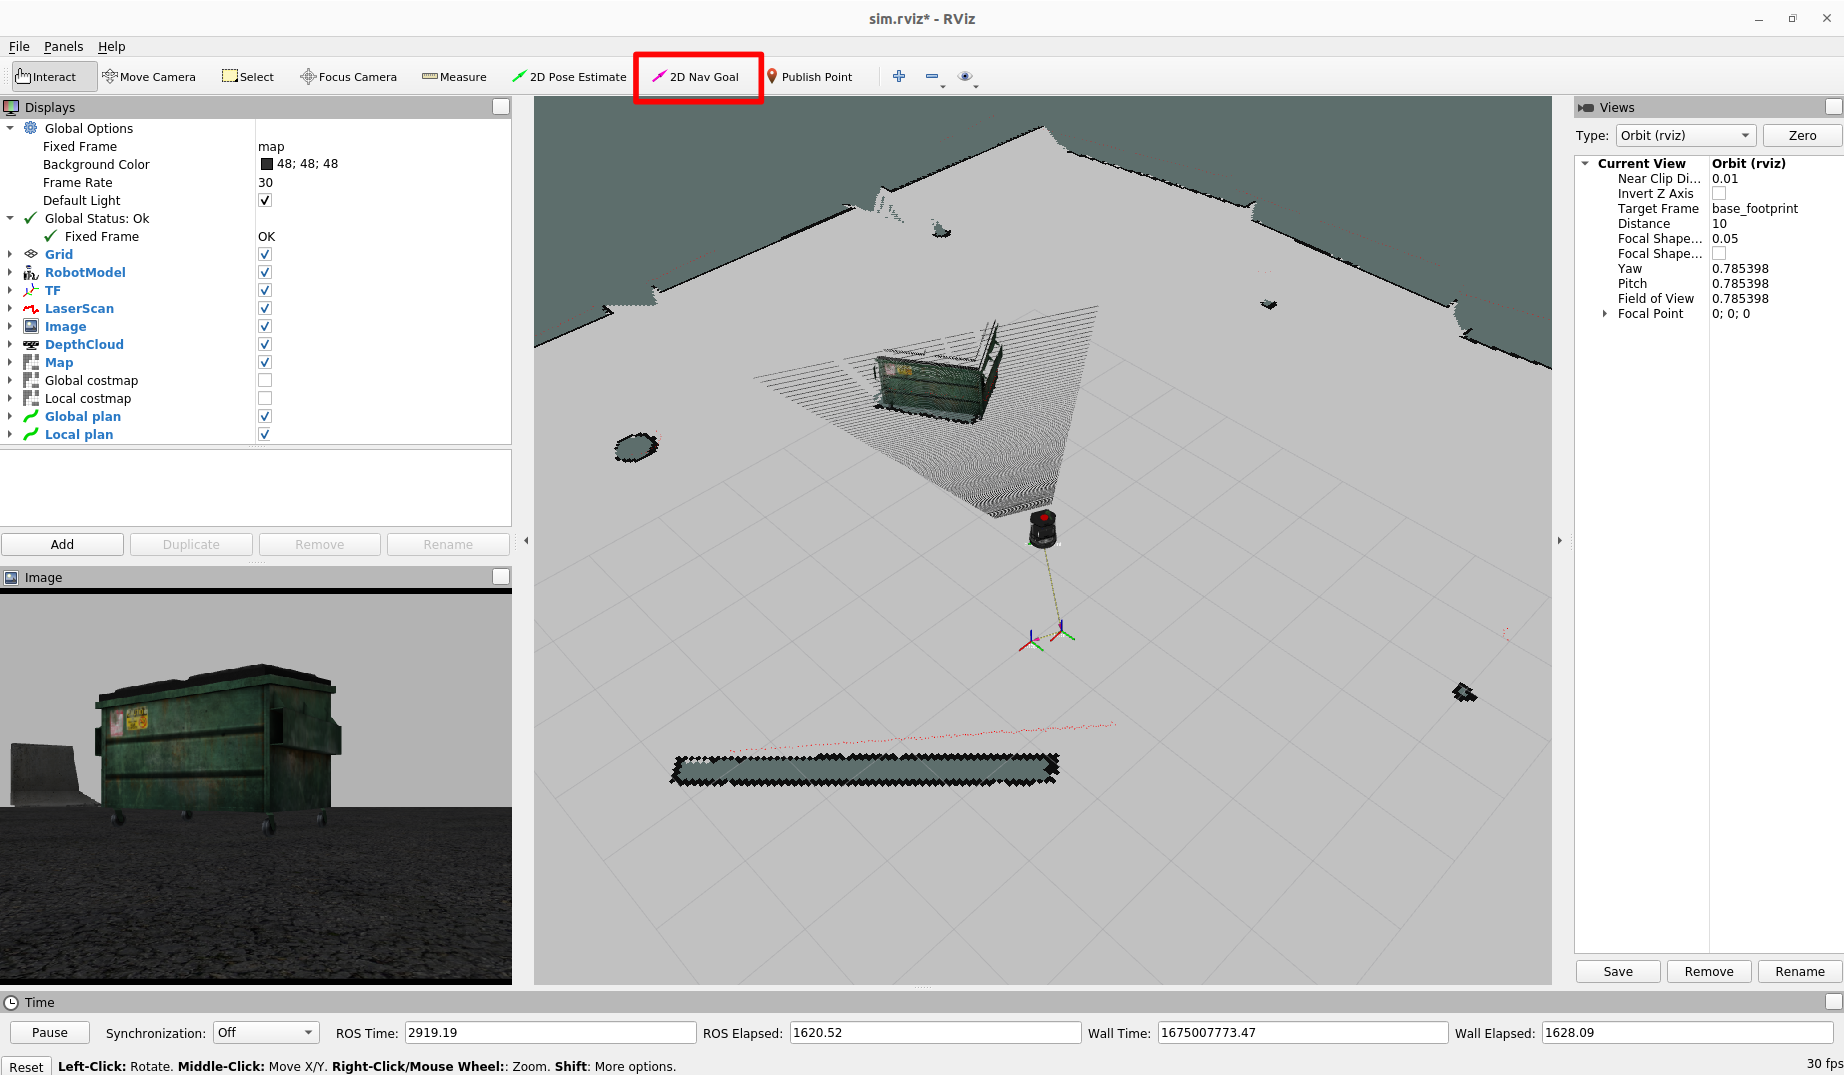 sim.rviz* - RViz
File Panels Help
Interact Move Camera Select Focus Camera Measure 2D Pose Estimate 2D Nav Goal Publish Point
Displays
Global Options
Fixed Frame map
Background Color 48; 48; 48
Frame Rate 30
Default Light
Global Status: Ok
Fixed Frame OK
Grid
RobotModel
TF
LaserScan
Image
DepthCloud
Map
Global costmap
Local costmap
Global plan
Local plan
Add Duplicate Remove Rename
Image
Views
Type: Orbit (rviz) Zero
Current View Orbit (rviz)
Near Clip Di... 0.01
Invert Z Axis
Target Frame base_footprint
Distance 10
Focal Shape... 0.05
Focal Shape...
Yaw 0.785398
Pitch 0.785398
Field of View 0.785398
Focal Point 0; 0; 0
Save Remove Rename
Time
Pause Synchronization: Off ROS Time: 2919.19 ROS Elapsed: 1620.52 Wall Time: 1675007773.47 Wall Elapsed: 1628.09
Reset Left-Click: Rotate. Middle-Click: Move X/Y. Right-Click/Mouse Wheel:: Zoom. Shift: More options. 30 fps